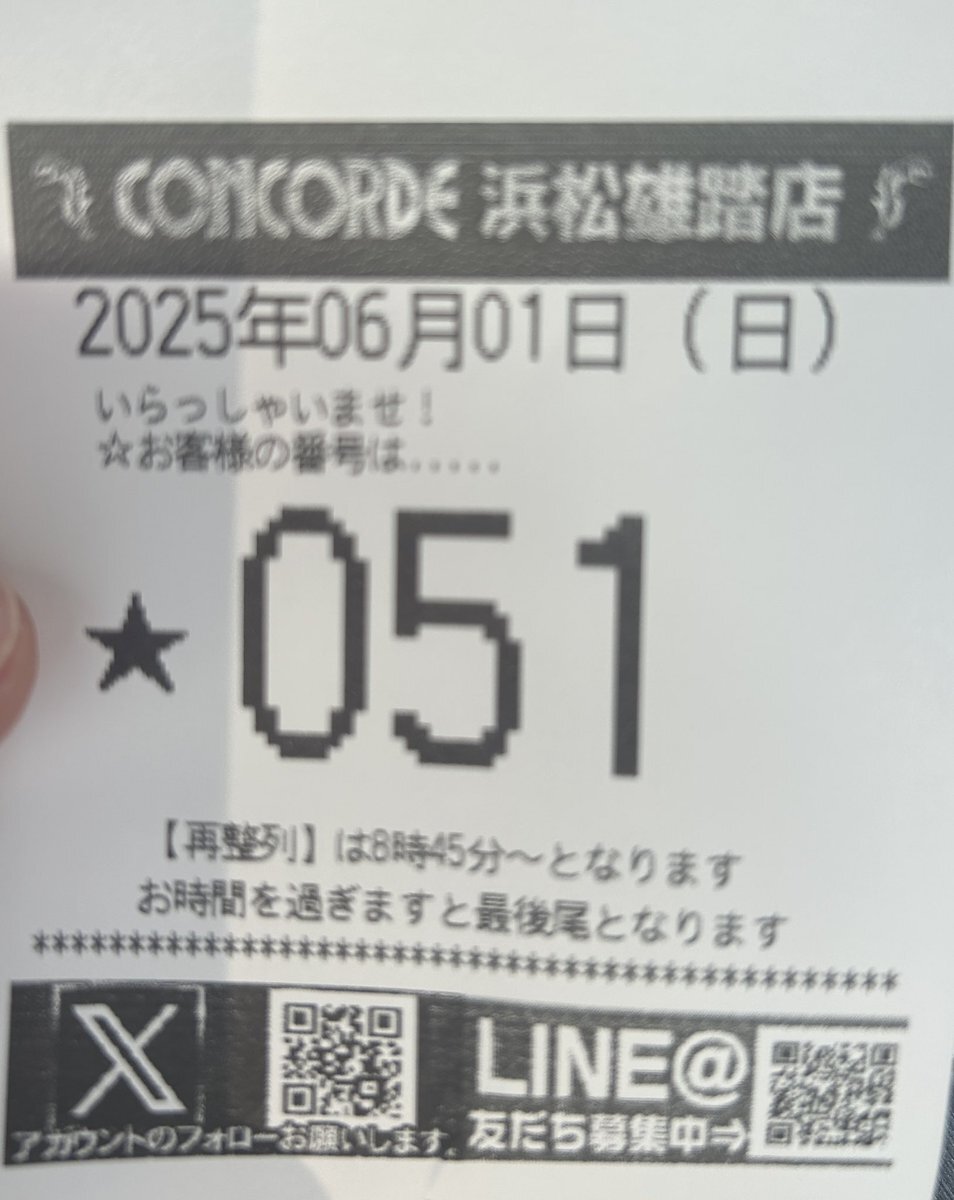 CONCORDE 浜松雄踏店
2025年06月01日（日）
いらっしゃいませ！
☆お客様の番号は.....
★051
【再整列】は8時45分～となります
お時間を過ぎますと最後尾となります
********************************************
X
アカウントのフォローお願いします。
LINE@
友だち募集中→